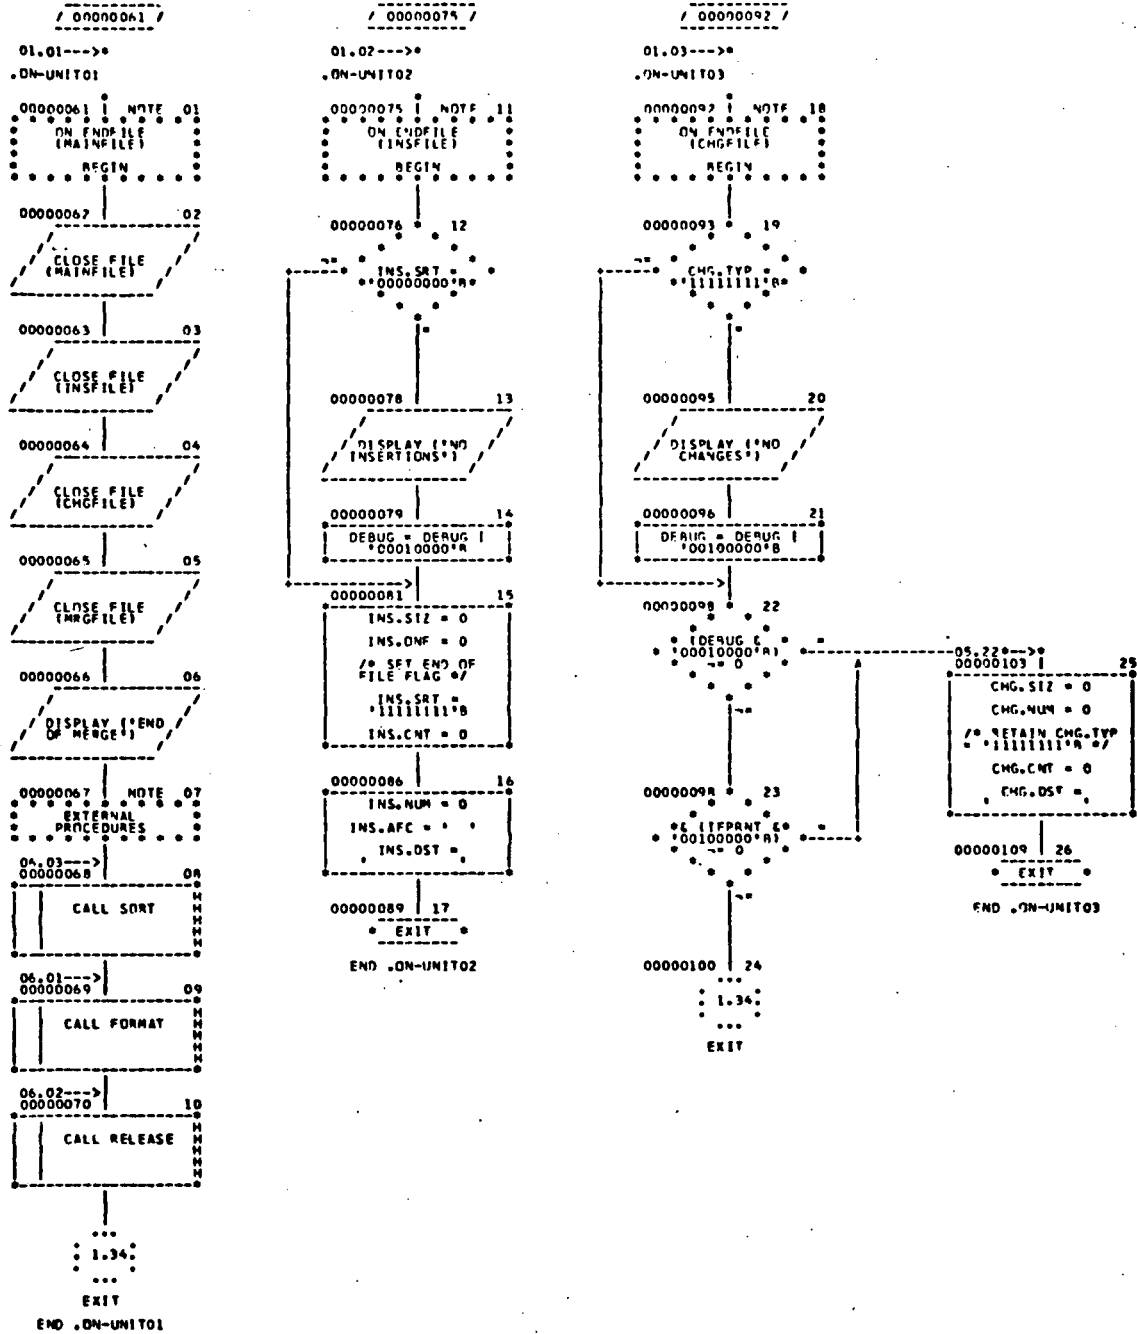 / 00000061 /
01.01--->*
.ON-UNIT01
00000061 | NOTE 01
ON ENDFILE
(MAINFILE)
BEGIN
00000062 02
CLOSE FILE
(MAINFILE)
00000063 03
CLOSE FILE
(INSFILE)
00000064 04
CLOSE FILE
(CHGFILE)
00000065 05
CLOSE FILE
(MRGFILE)
00000066 06
DISPLAY ('END
OF MERGE')
00000067 NOTE 07
EXTERNAL
PROCEDURES
00000068 08
CALL SORT
06.01--->
00000069 09
CALL FORMAT
06.02--->
00000070 10
CALL RELEASE
1.34
EXIT
END .ON-UNIT01
/ 00000075 /
01.02--->*
.ON-UNIT02
00000075 | NOTE 11
ON ENDFILE
(INSFILE)
BEGIN
00000076 12
¬=
INS.SRT =
'00000000'B
=
00000078 13
DISPLAY ('NO
INSERTIONS')
00000079 14
DEBUG = DEBUG |
'00010000'B
00000081 15
INS.SIZ = 0
INS.ONF = 0
/* SET END OF
FILE FLAG */
INS.SRT =
'11111111'B
INS.CNT = 0
00000086 16
INS.NUM = 0
INS.AFC = ' '
INS.DST =
' '
00000089 17
EXIT
END .ON-UNIT02
/ 00000092 /
01.03--->*
.ON-UNIT03
00000092 | NOTE 18
ON ENDFILE
(CHGFILE)
BEGIN
00000093 19
¬=
CHG.TYP =
'11111111'B
=
00000095 20
DISPLAY ('NO
CHANGES')
00000096 21
DEBUG = DEBUG |
'00100000'B
00000098 22
(DEBUG &
'00010000'B)
¬= 0
=
¬=
00000098 23
& (IFPRNT &
'00100000'B)
¬= 0
=
¬=
00000100 24
1.34
EXIT
05.22*-->*
00000103 25
CHG.SIZ = 0
CHG.NUM = 0
/* RETAIN CHG.TYP
= '11111111'B */
CHG.CNT = 0
CHG.DST =
' '
00000109 26
EXIT
END .ON-UNIT03